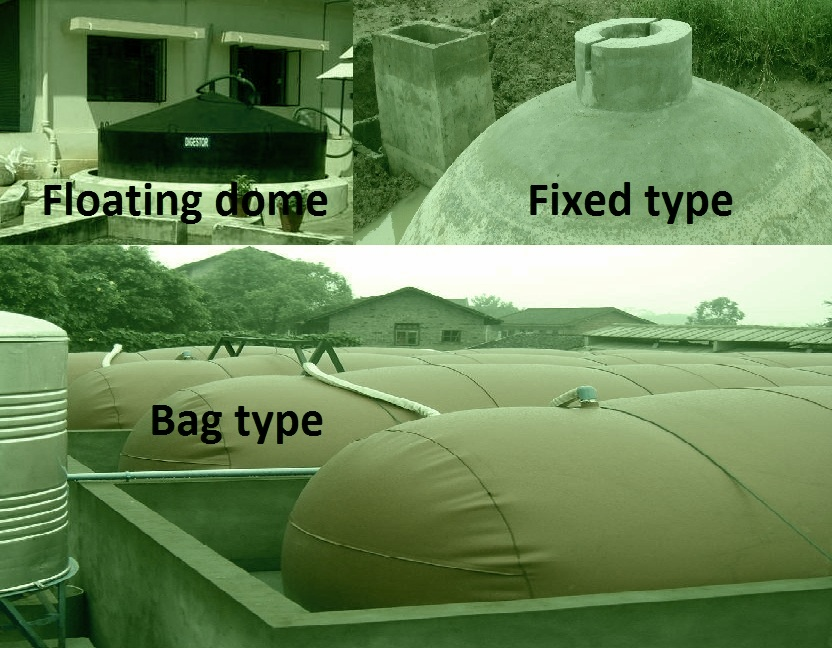 DIGESTOR
Floating dome
Fixed type
Bag type